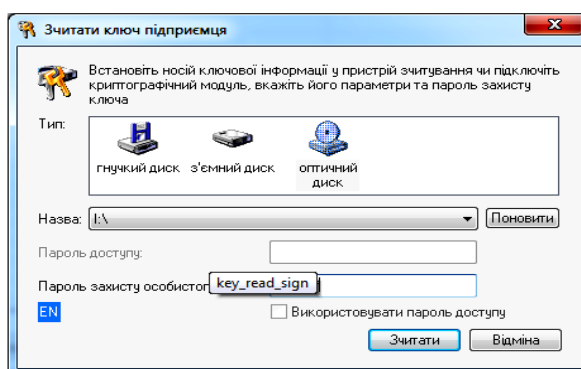 Зчитати ключ підприємця
Встановіть носій ключової інформації у пристрій зчитування чи підключіть
криптографічний модуль, вкажіть його параметри та пароль захисту
ключа
Тип:
гнучкий диск з'ємний диск оптичний
диск
Назва: I:\ Поновити
Пароль доступу:
Пароль захисту особистог key_read_sign
EN Використовувати пароль доступу
Зчитати Відміна